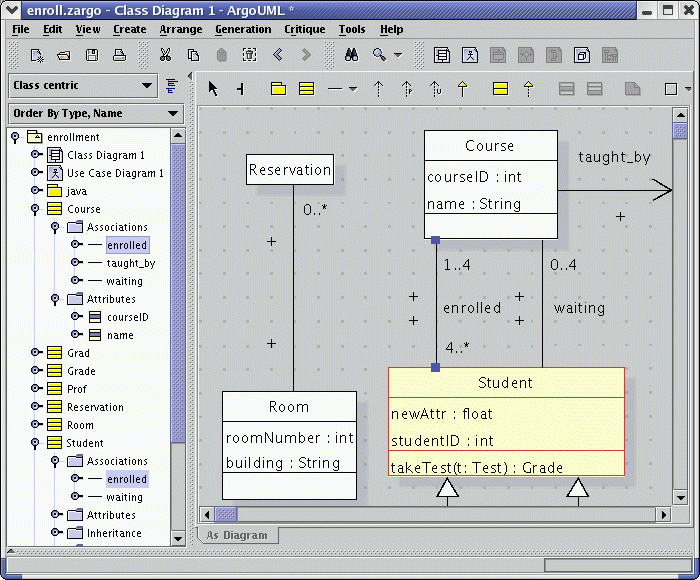 enroll.zargo - Class Diagram 1 - ArgoUML *
File Edit View Create Arrange Generation Critique Tools Help
Class centric
Order By Type, Name
enrollment
Class Diagram 1
Use Case Diagram 1
java
Course
Associations
enrolled
taught_by
waiting
Attributes
courseID
name
Grad
Grade
Prof
Reservation
Room
Student
Associations
enrolled
waiting
Attributes
Inheritance
Reservation
0..*
+
+
Room
roomNumber : int
building : String
Course
courseID : int
name : String
taught_by
+
1..4
0..4
+
+
enrolled
+
+
waiting
4..*
Student
newAttr : float
studentID : int
takeTest(t: Test) : Grade
As Diagram